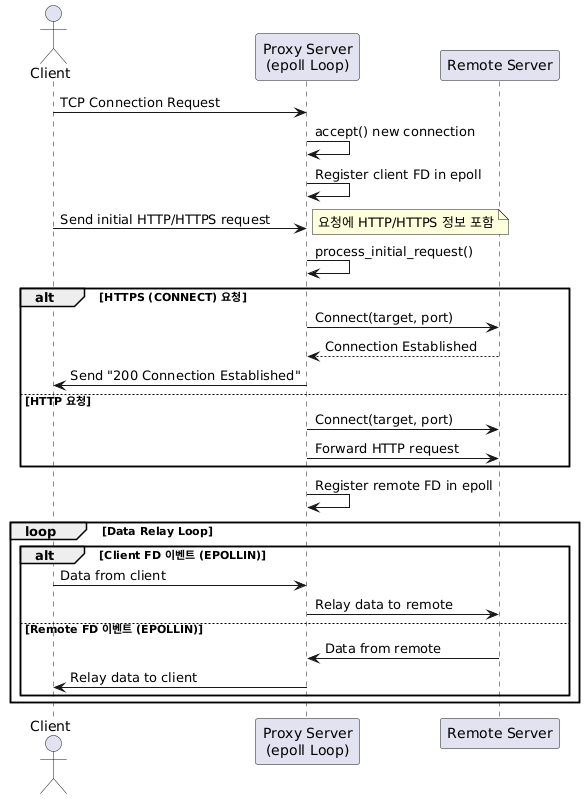 Client
Proxy Server
(epoll Loop)
Remote Server
TCP Connection Request
accept() new connection
Register client FD in epoll
Send initial HTTP/HTTPS request
요청에 HTTP/HTTPS 정보 포함
process_initial_request()
alt [HTTPS (CONNECT) 요청]
Connect(target, port)
Connection Established
Send "200 Connection Established"
[HTTP 요청]
Connect(target, port)
Forward HTTP request
Register remote FD in epoll
loop [Data Relay Loop]
alt [Client FD 이벤트 (EPOLLIN)]
Data from client
Relay data to remote
[Remote FD 이벤트 (EPOLLIN)]
Data from remote
Relay data to client
Client
Proxy Server
(epoll Loop)
Remote Server